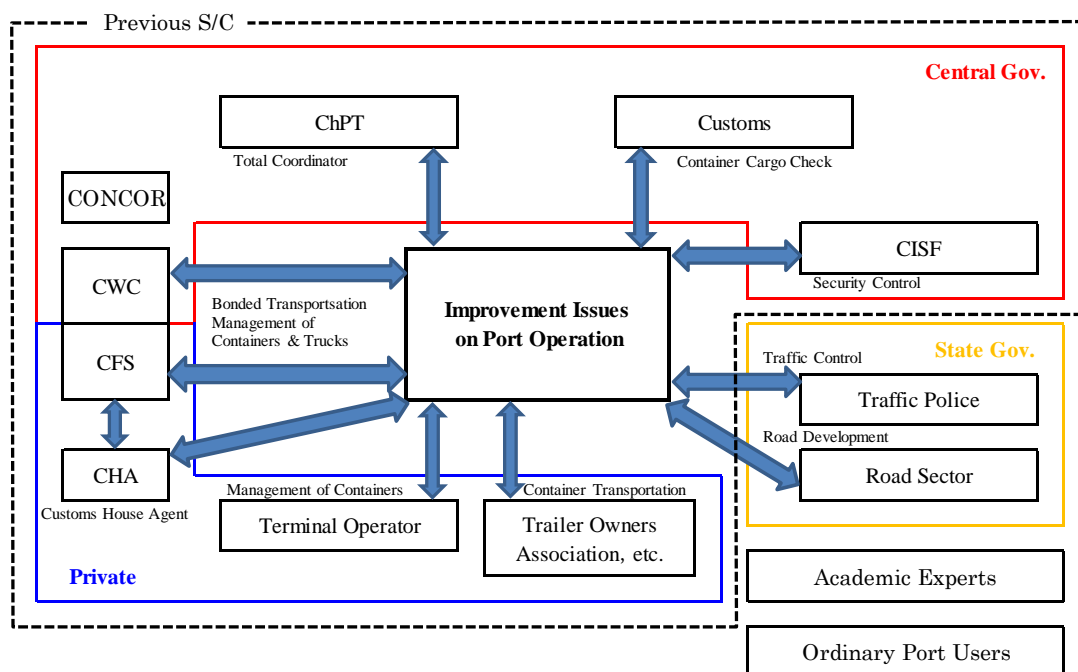 Previous S/C
Central Gov.
ChPT
Customs
Total Coordinator
Container Cargo Check
CONCOR
CISF
CWC
Security Control
Bonded Transportsation
Management of
Containers & Trucks
Improvement Issues
on Port Operation
CFS
Traffic Control
State Gov.
Traffic Police
Road Development
CHA
Road Sector
Customs House Agent
Management of Containers
Container Transportation
Terminal Operator
Trailer Owners
Association, etc.
Private
Academic Experts
Ordinary Port Users